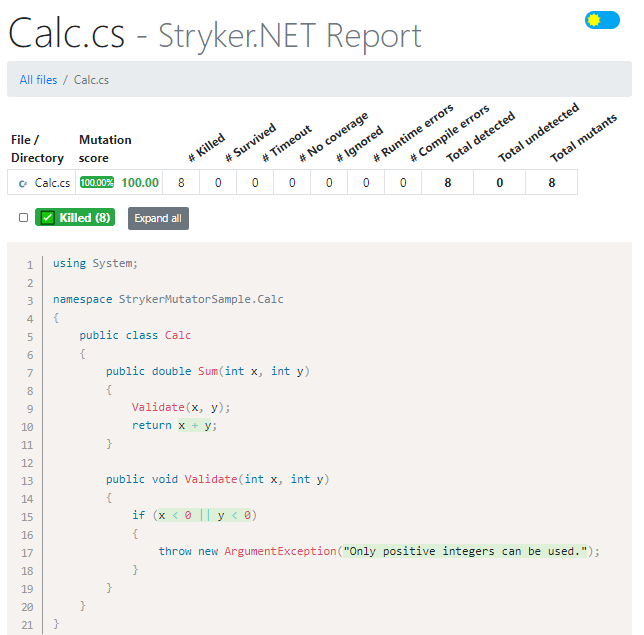 Calc.cs - Stryker.NET Report
All files / Calc.cs
File / Directory Mutation score # Killed # Survived # Timeout # No coverage # Ignored # Runtime errors # Compile errors Total detected Total undetected Total mutants
Calc.cs 100.00% 100.00 8 0 0 0 0 0 0 8 0 8
Killed (8) Expand all
1 using System;
2
3 namespace StrykerMutatorSample.Calc
4 {
5 public class Calc
6 {
7 public double Sum(int x, int y)
8 {
9 Validate(x, y);
10 return x + y;
11 }
12
13 public void Validate(int x, int y)
14 {
15 if (x < 0 || y < 0)
16 {
17 throw new ArgumentException("Only positive integers can be used.");
18 }
19 }
20 }
21 }